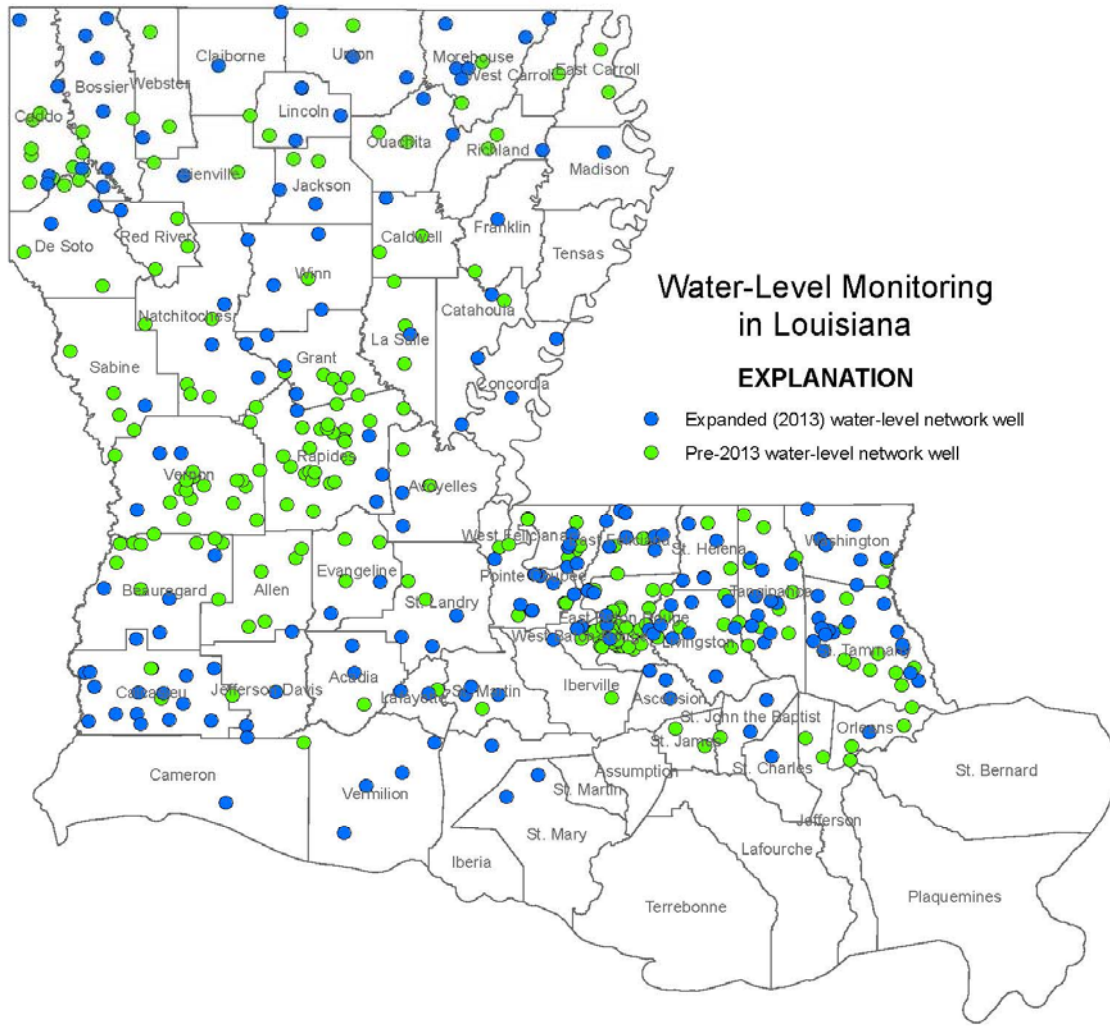 Claiborne
Union
Morehouse
West Carroll
East Carroll
Webster
Bossier
Caddo
Lincoln
Ouachita
Richland
Madison
Bienville
Jackson
Franklin
Caldwell
Red River
De Soto
Tensas
Winn
Water-Level Monitoring
in Louisiana
Catahoula
Natchitoches
La Salle
Grant
Sabine
EXPLANATION
Concordia
Expanded (2013) water-level network well
Pre-2013 water-level network well
Rapides
Vernon
Avoyelles
West Feliciana
East Feliciana
St. Helena
Washington
Evangeline
Pointe Coupee
Beauregard
Allen
Tangipahoa
St. Landry
East Baton Rouge
West Baton Rouge
Livingston
St. Tammany
Acadia
Iberville
Calcasieu
Jefferson Davis
Lafayette
St. Martin
Ascension
St. John the Baptist
Orleans
St. James
Cameron
Assumption
St. Charles
St. Bernard
Vermilion
St. Martin
Jefferson
St. Mary
Lafourche
Iberia
Plaquemines
Terrebonne